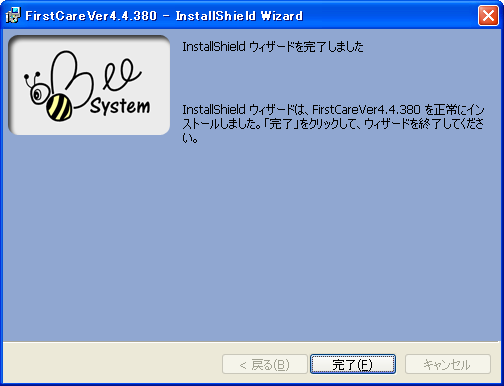 FirstCareVer4.4.380 - InstallShield Wizard
Bee
System
InstallShield ウィザードを完了しました
InstallShield ウィザードは、FirstCareVer4.4.380 を正常にイン
ストールしました。「完了」をクリックして、ウィザードを終了してくださ
い。
< 戻る(B)
完了(F)
キャンセル